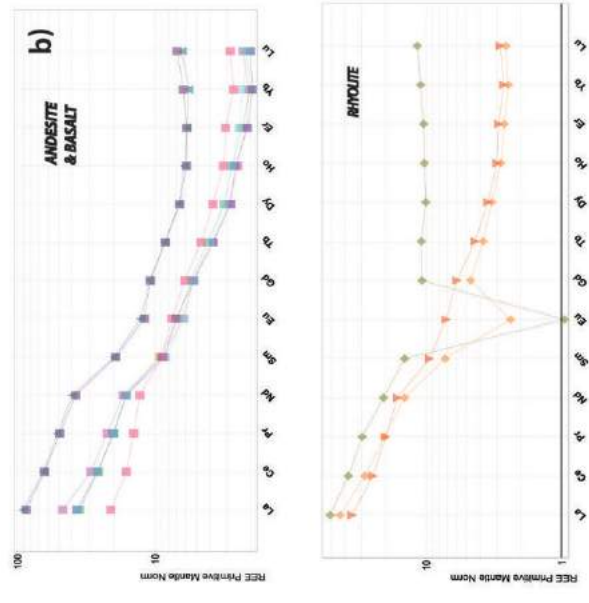 b)
ANDESITE
& BASALT
100
10
REE Primitive Mantle Norm
La
Ce
Pr
Nd
Sm
Eu
Gd
Tb
Dy
Ho
Er
Yb
Lu
RHYOLITE
10
1
REE Primitive Mantle Norm
La
Ce
Pr
Nd
Sm
Eu
Gd
Tb
Dy
Ho
Er
Yb
Lu